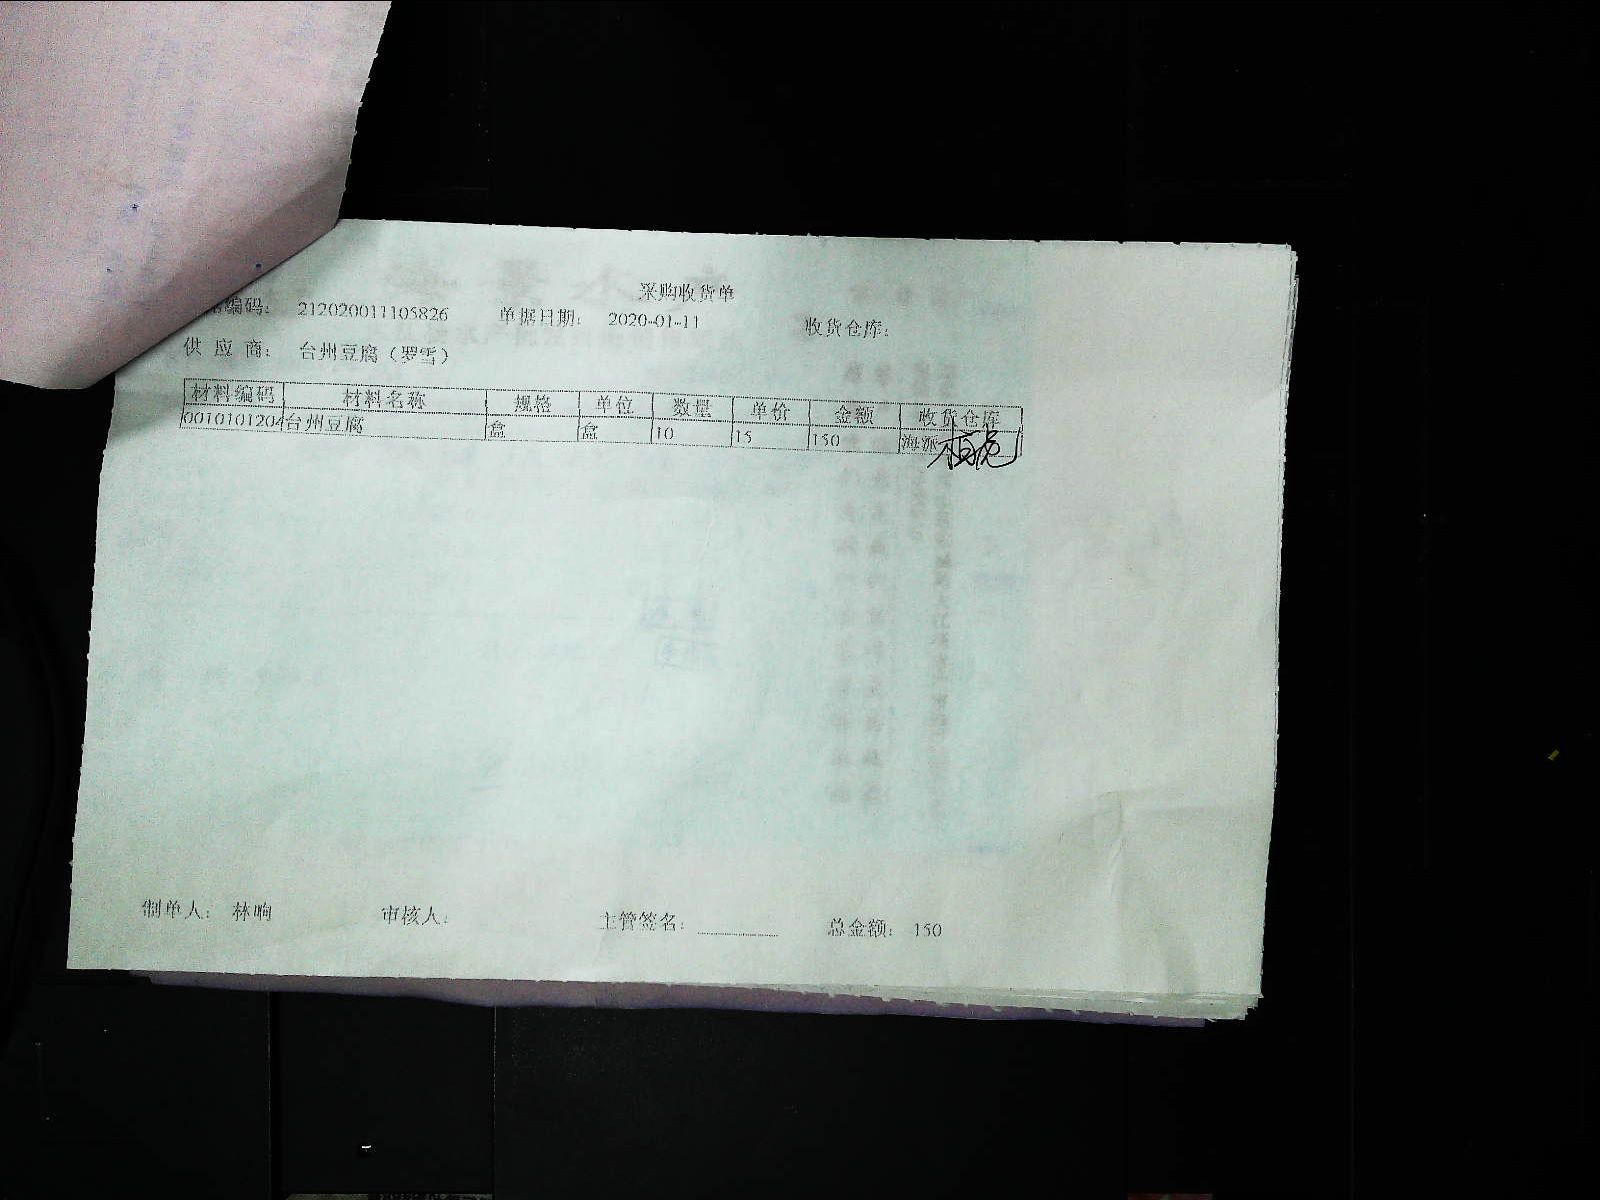 采购收货单
编码： 212020011105826 单据日期： 2020-01-11 收货仓库：
供 应 商： 台州豆腐（罗雪）
材料编码 材料名称 规格 单位 数量 单价 金额 收货仓库
0010101204 台州豆腐 盒 盒 10 15 150 海派
制单人： 林晌 审核人： 主管签名： 总金额： 150